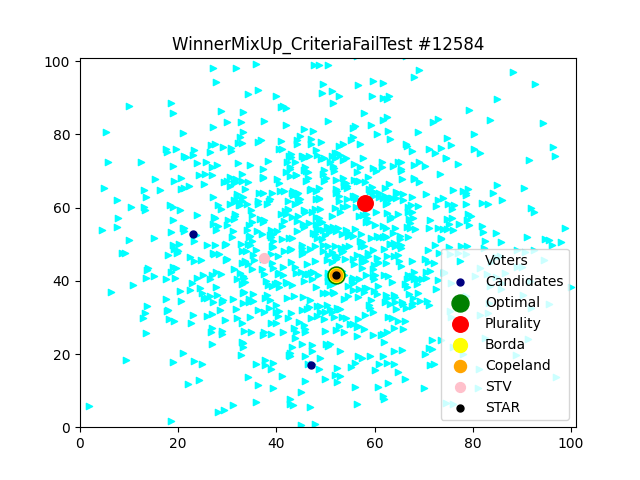 WinnerMixUp_CriteriaFailTest #12584
100
80
60
40
20
0
0 20 40 60 80 100
Voters
Candidates
Optimal
Plurality
Borda
Copeland
STV
STAR